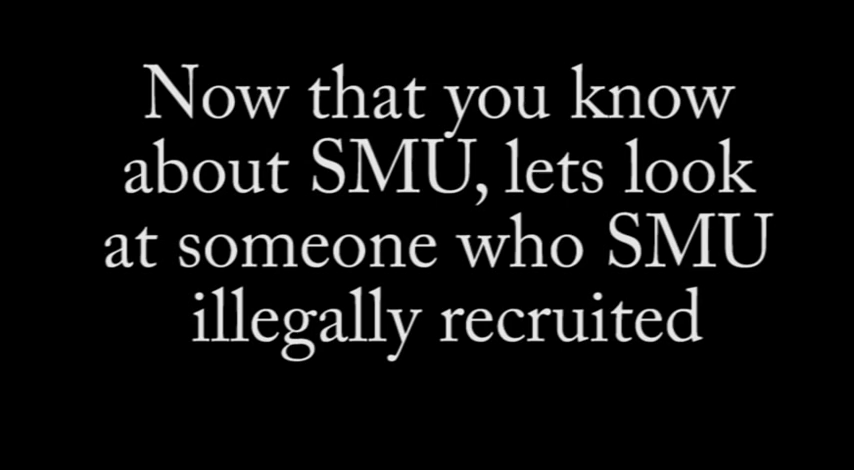 Now that you know
about SMU, lets look
at someone who SMU
illegally recruited